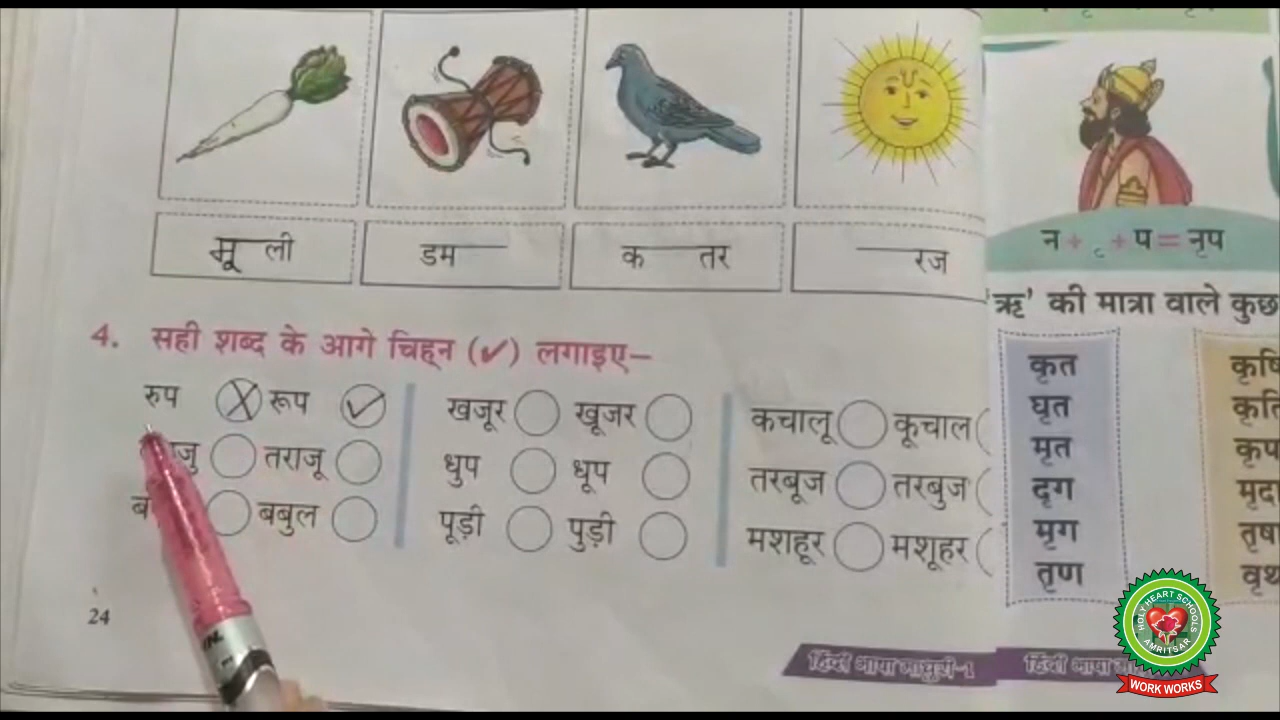 मू ली
डम
क तर
रज
4. सही शब्द के आगे चिह्न (✓) लगाइए–
रुप रूप खजूर खूजर कचालू कूचाल
जु तराजू धुप धूप तरबूज तरबुज
ब बबुल पूड़ी पुड़ी मशहूर मशूहर
24
हिंदी भाषा माधुरी-1
न + ृ + प = नृप
'ऋ' की मात्रा वाले कुछ
कृत
घृत
मृत
दृग
मृग
तृण
कृषि
कृति
कृप
मृदा
तृषा
वृथ
हिंदी भाषा मा
HOLY HEART SCHOOLS
AMRITSAR
WORK WORKS